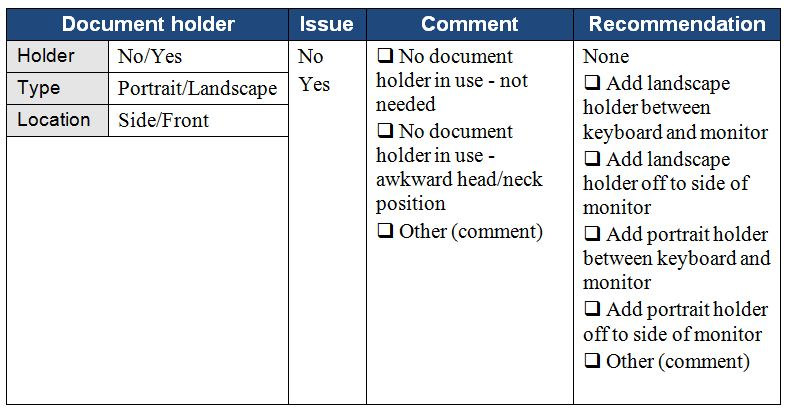 Document holder Issue Comment Recommendation
Holder No/Yes
Type Portrait/Landscape
Location Side/Front
No
Yes
❑ No document
holder in use - not
needed
❑ No document
holder in use -
awkward head/neck
position
❑ Other (comment)
None
❑ Add landscape
holder between
keyboard and monitor
❑ Add landscape
holder off to side of
monitor
❑ Add portrait holder
between keyboard and
monitor
❑ Add portrait holder
off to side of monitor
❑ Other (comment)